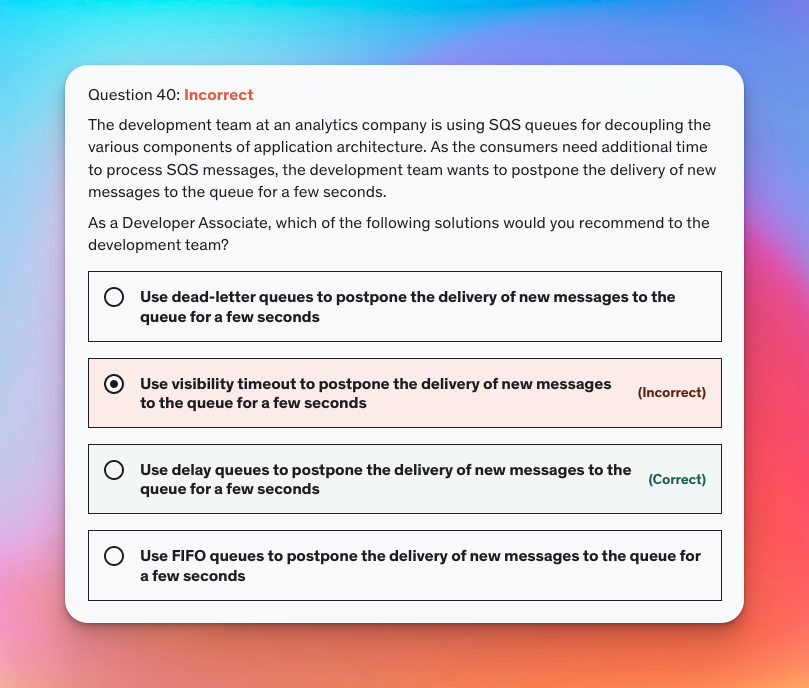 Question 40: Incorrect
The development team at an analytics company is using SQS queues for decoupling the
various components of application architecture. As the consumers need additional time
to process SQS messages, the development team wants to postpone the delivery of new
messages to the queue for a few seconds.
As a Developer Associate, which of the following solutions would you recommend to the
development team?
Use dead-letter queues to postpone the delivery of new messages to the
queue for a few seconds
Use visibility timeout to postpone the delivery of new messages
to the queue for a few seconds
(Incorrect)
Use delay queues to postpone the delivery of new messages to the
queue for a few seconds
(Correct)
Use FIFO queues to postpone the delivery of new messages to the queue for
a few seconds